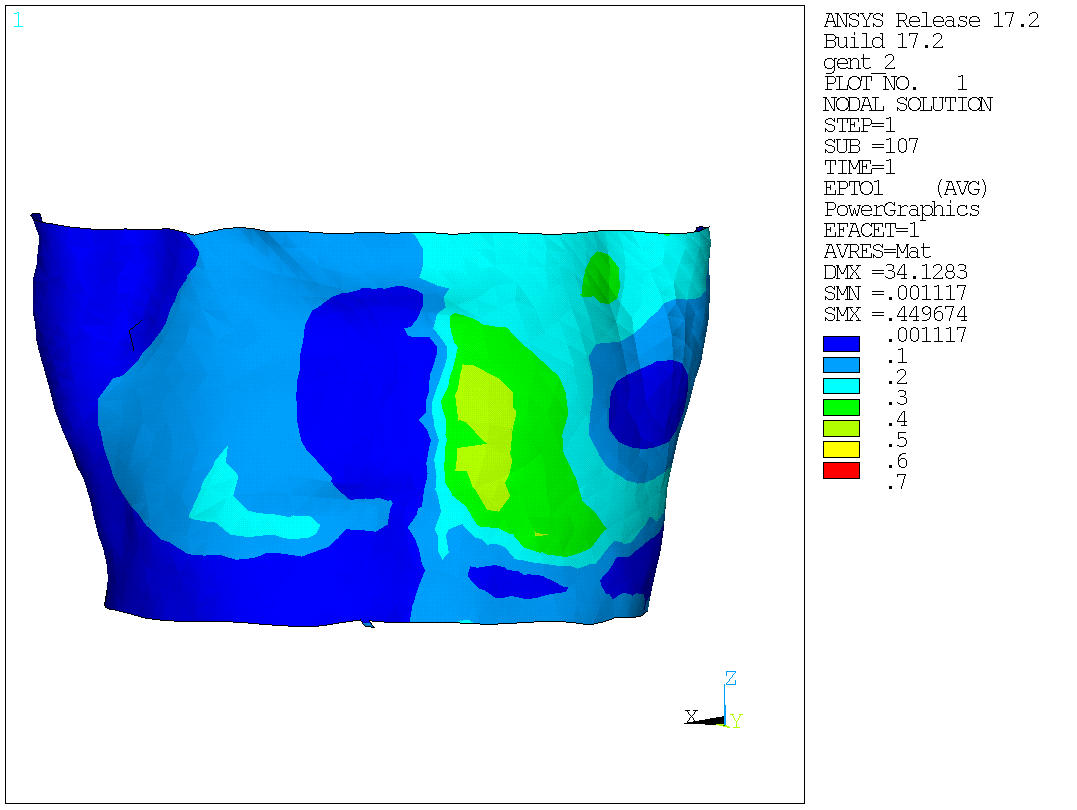 1
ANSYS Release 17.2
Build 17.2
gent_2
PLOT NO.   1
NODAL SOLUTION
STEP=1
SUB =107
TIME=1
EPTO1    (AVG)
PowerGraphics
EFACET=1
AVRES=Mat
DMX =34.1283
SMN =.001117
SMX =.449674
.001117
.1
.2
.3
.4
.5
.6
.7
Z
X
Y